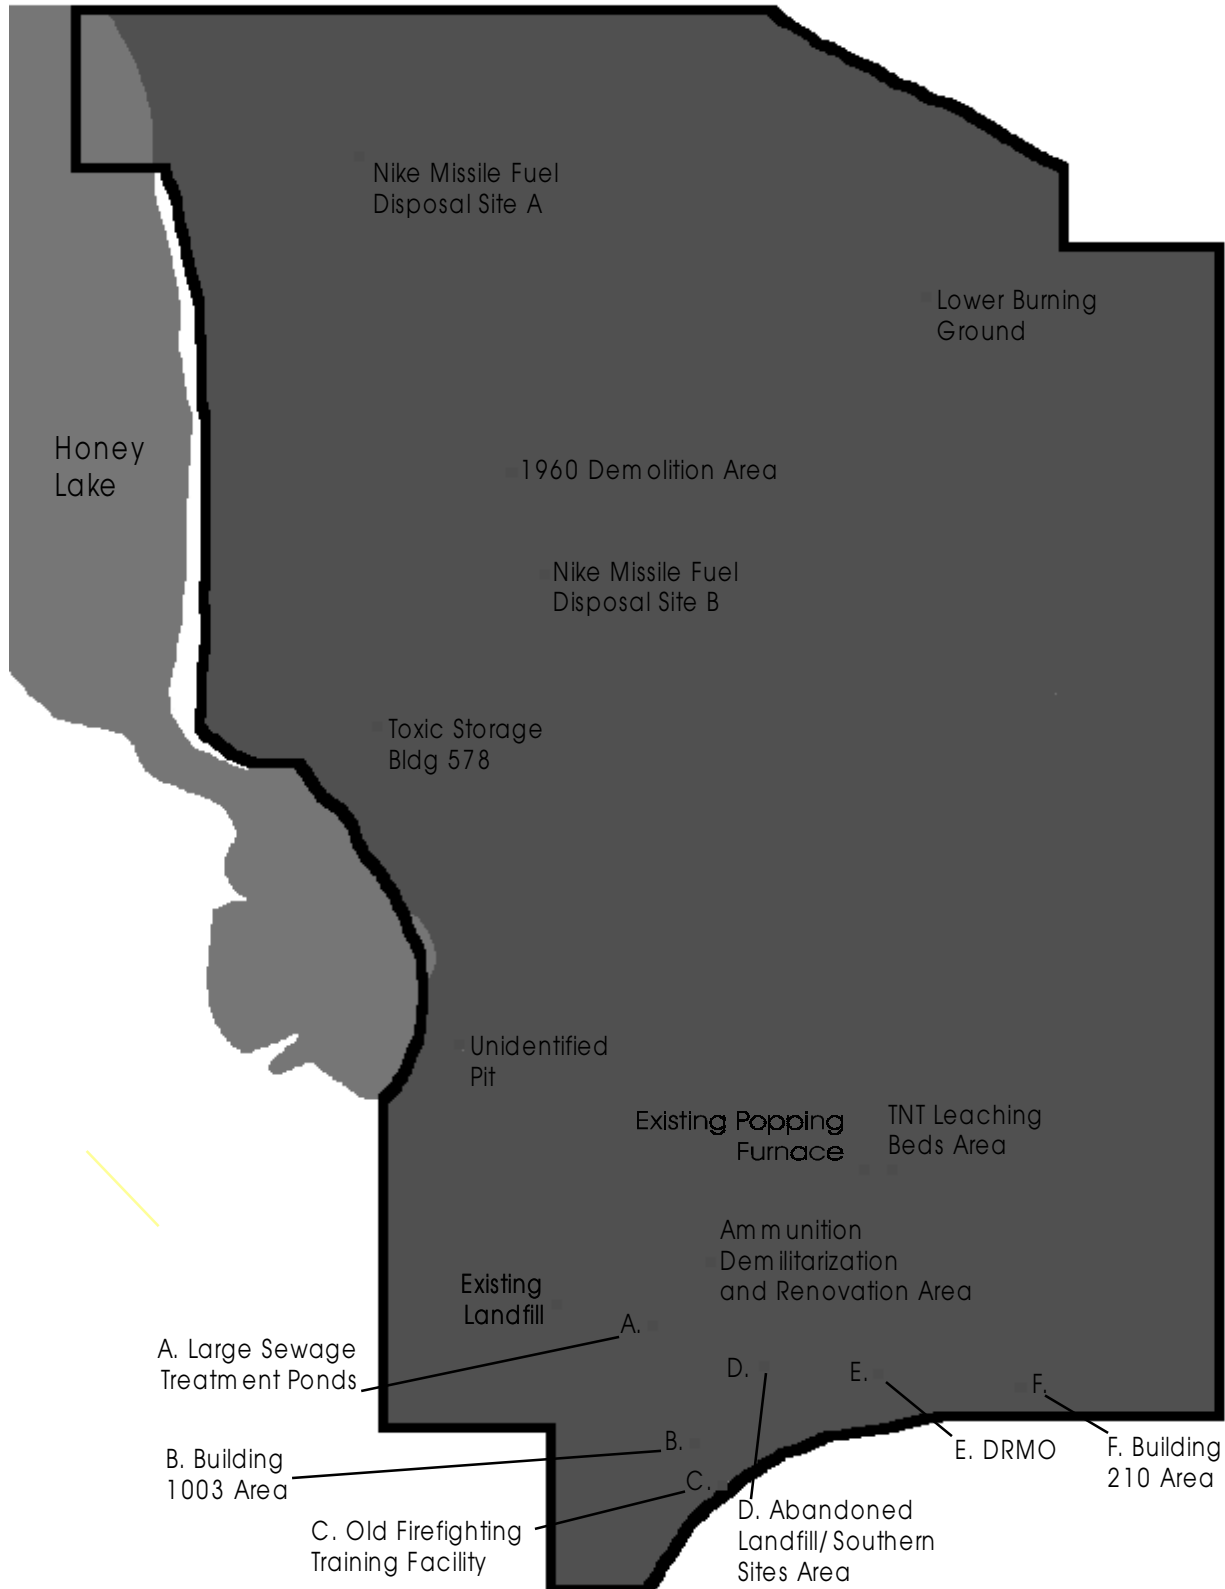 Nike Missile Fuel
Disposal Site A
Lower Burning
Ground
Honey
Lake
1960 Demolition Area
Nike Missile Fuel
Disposal Site B
Toxic Storage
Bldg 578
Unidentified
Pit
Existing Popping
Furnace
TNT Leaching
Beds Area
Ammunition
Demilitarization
and Renovation Area
Existing
Landfill
A.
A. Large Sewage
Treatment Ponds
D.
E.
F.
B.
B. Building
1003 Area
E. DRMO
F. Building
210 Area
C.
C. Old Firefighting
Training Facility
D. Abandoned
Landfill/Southern
Sites Area